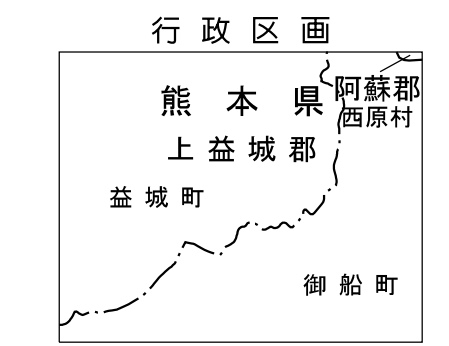 行政区画
熊本県
阿蘇郡
西原村
上益城郡
益城町
御船町